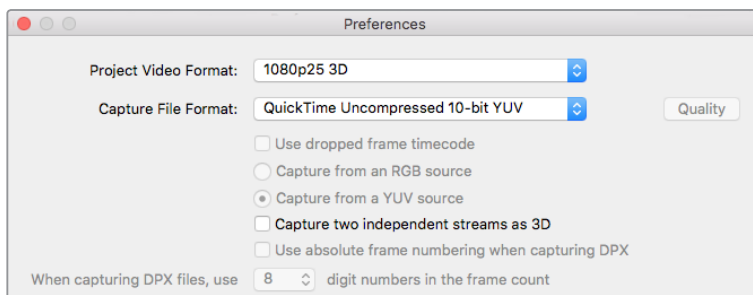 Preferences
Project Video Format: 1080p25 3D
Capture File Format: QuickTime Uncompressed 10-bit YUV Quality
Use dropped frame timecode
Capture from an RGB source
Capture from a YUV source
Capture two independent streams as 3D
Use absolute frame numbering when capturing DPX
When capturing DPX files, use 8 digit numbers in the frame count